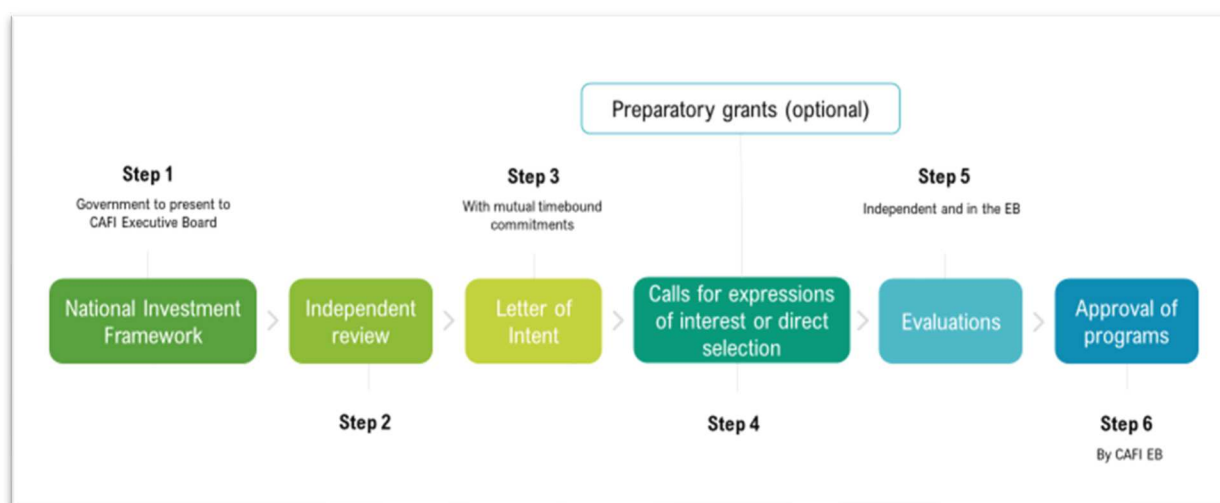 Preparatory grants (optional)
Step 1
Government to present to
CAFI Executive Board
Step 3
With mutual timebound
commitments
Step 5
Independent and in the EB
National Investment
Framework
Independent
review
Letter of
Intent
Calls for expressions
of interest or direct
selection
Evaluations
Approval of
programs
Step 2
Step 4
Step 6
By CAFI EB